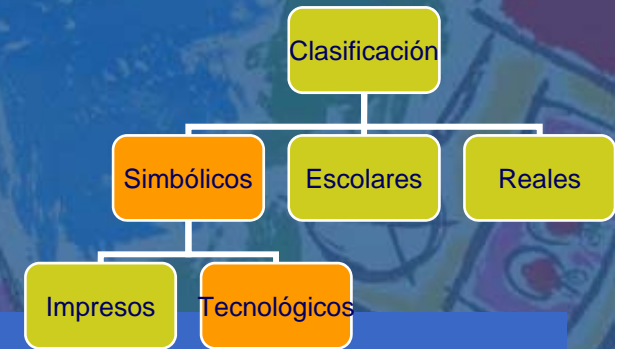 Clasificación
Simbólicos Escolares Reales
Impresos Tecnológicos